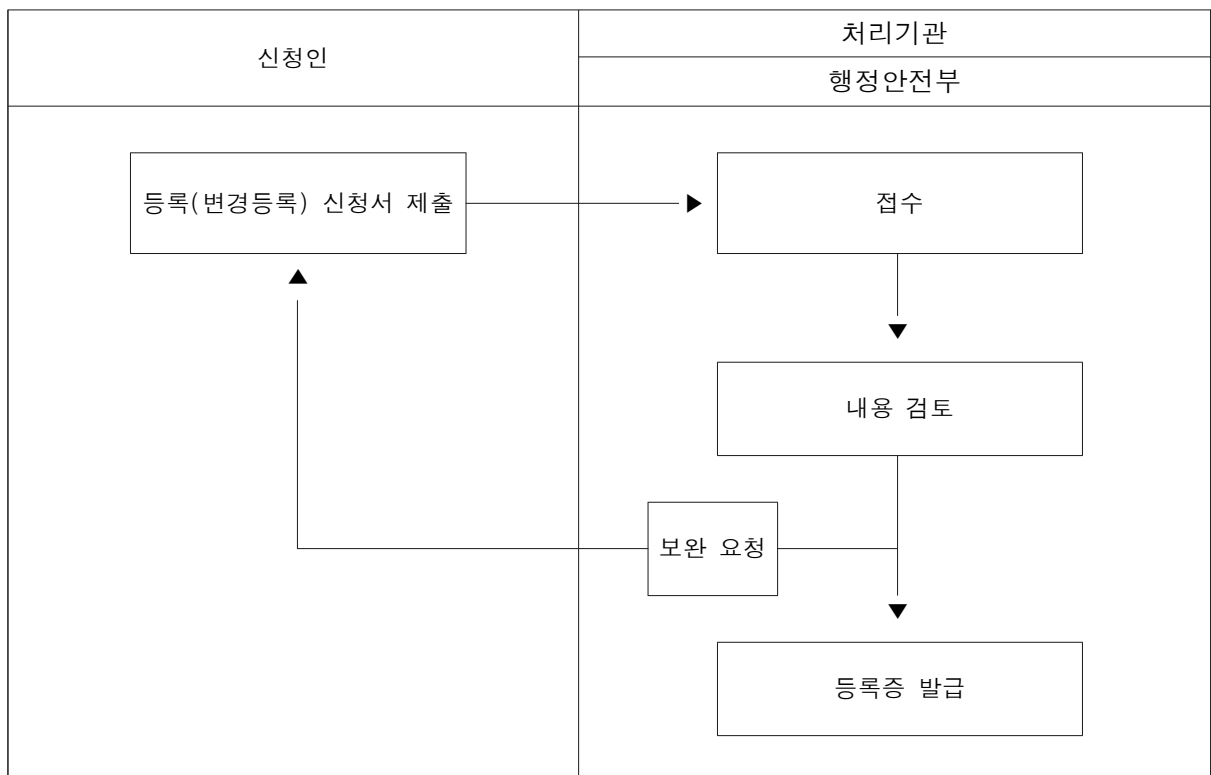 신청인
처리기관
행정안전부
등록(변경등록) 신청서 제출
접수
내용 검토
보완 요청
등록증 발급